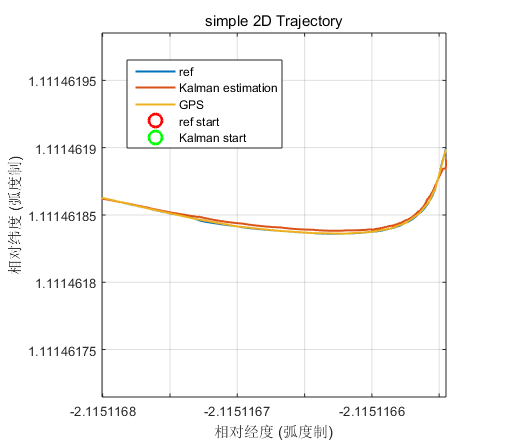 simple 2D Trajectory
ref
Kalman estimation
GPS
ref start
Kalman start
1.11146195
1.1114619
1.11146185
1.1114618
1.11146175
相对纬度 (弧度制)
-2.1151168
-2.1151167
-2.1151166
相对经度 (弧度制)